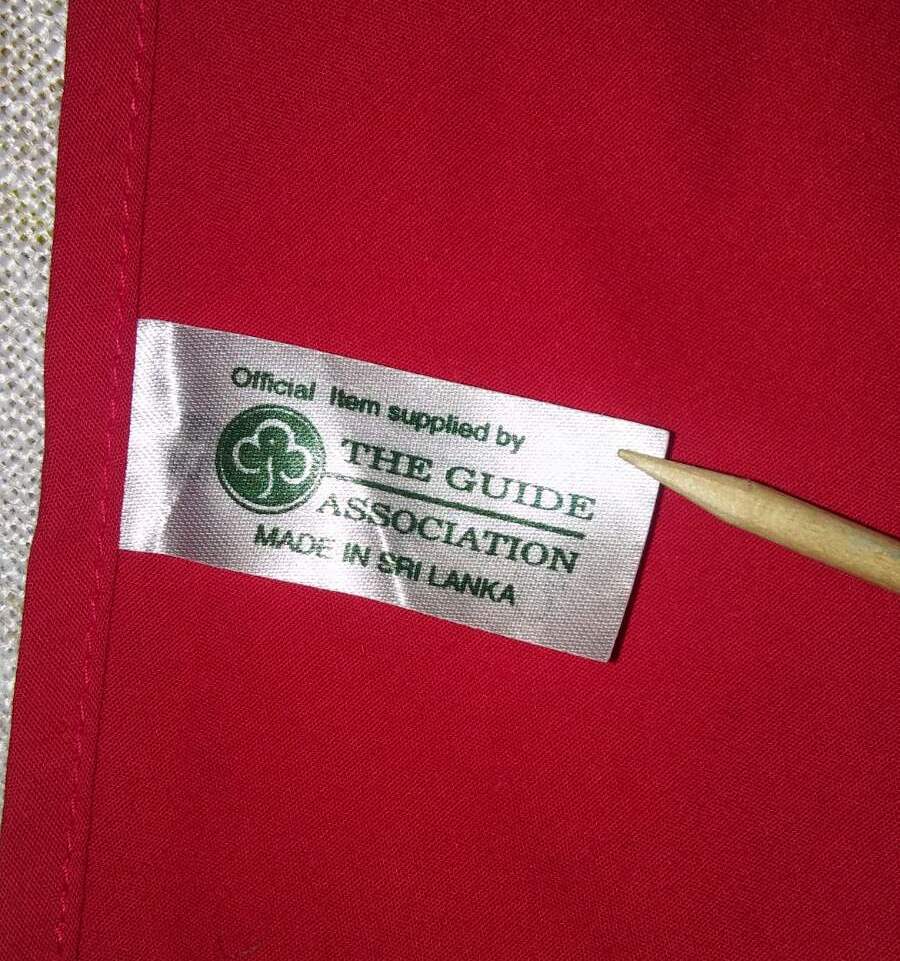 Official Item supplied by
THE GUIDE
ASSOCIATION
MADE IN SRI LANKA